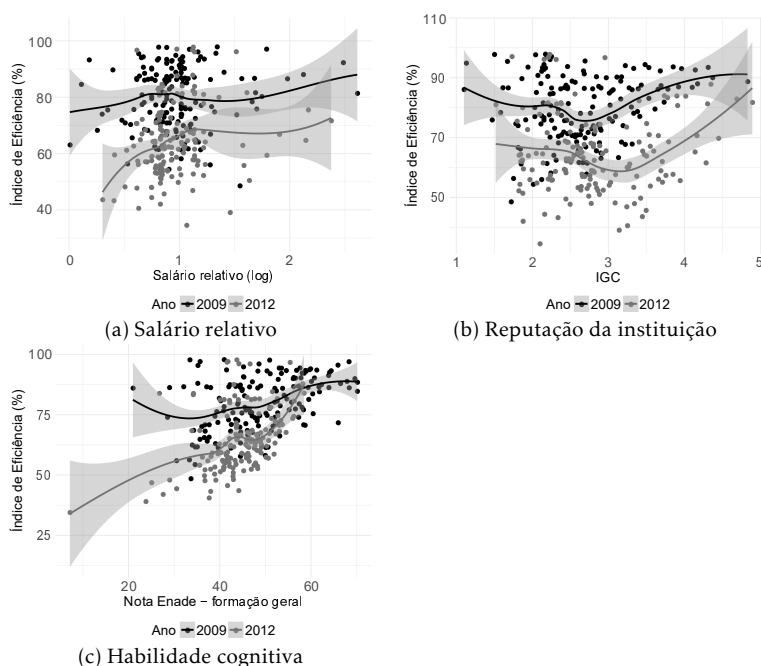 100
80
60
40
Índice de Eficiência (%)
0
1
2
Salário relativo (log)
Ano 2009 2012
(a) Salário relativo
110
90
70
50
Índice de Eficiência (%)
1
2
3
4
5
IGC
Ano 2009 2012
(b) Reputação da instituição
100
75
50
25
Índice de Eficiência (%)
20
40
60
Nota Enade − formação geral
Ano 2009 2012
(c) Habilidade cognitiva